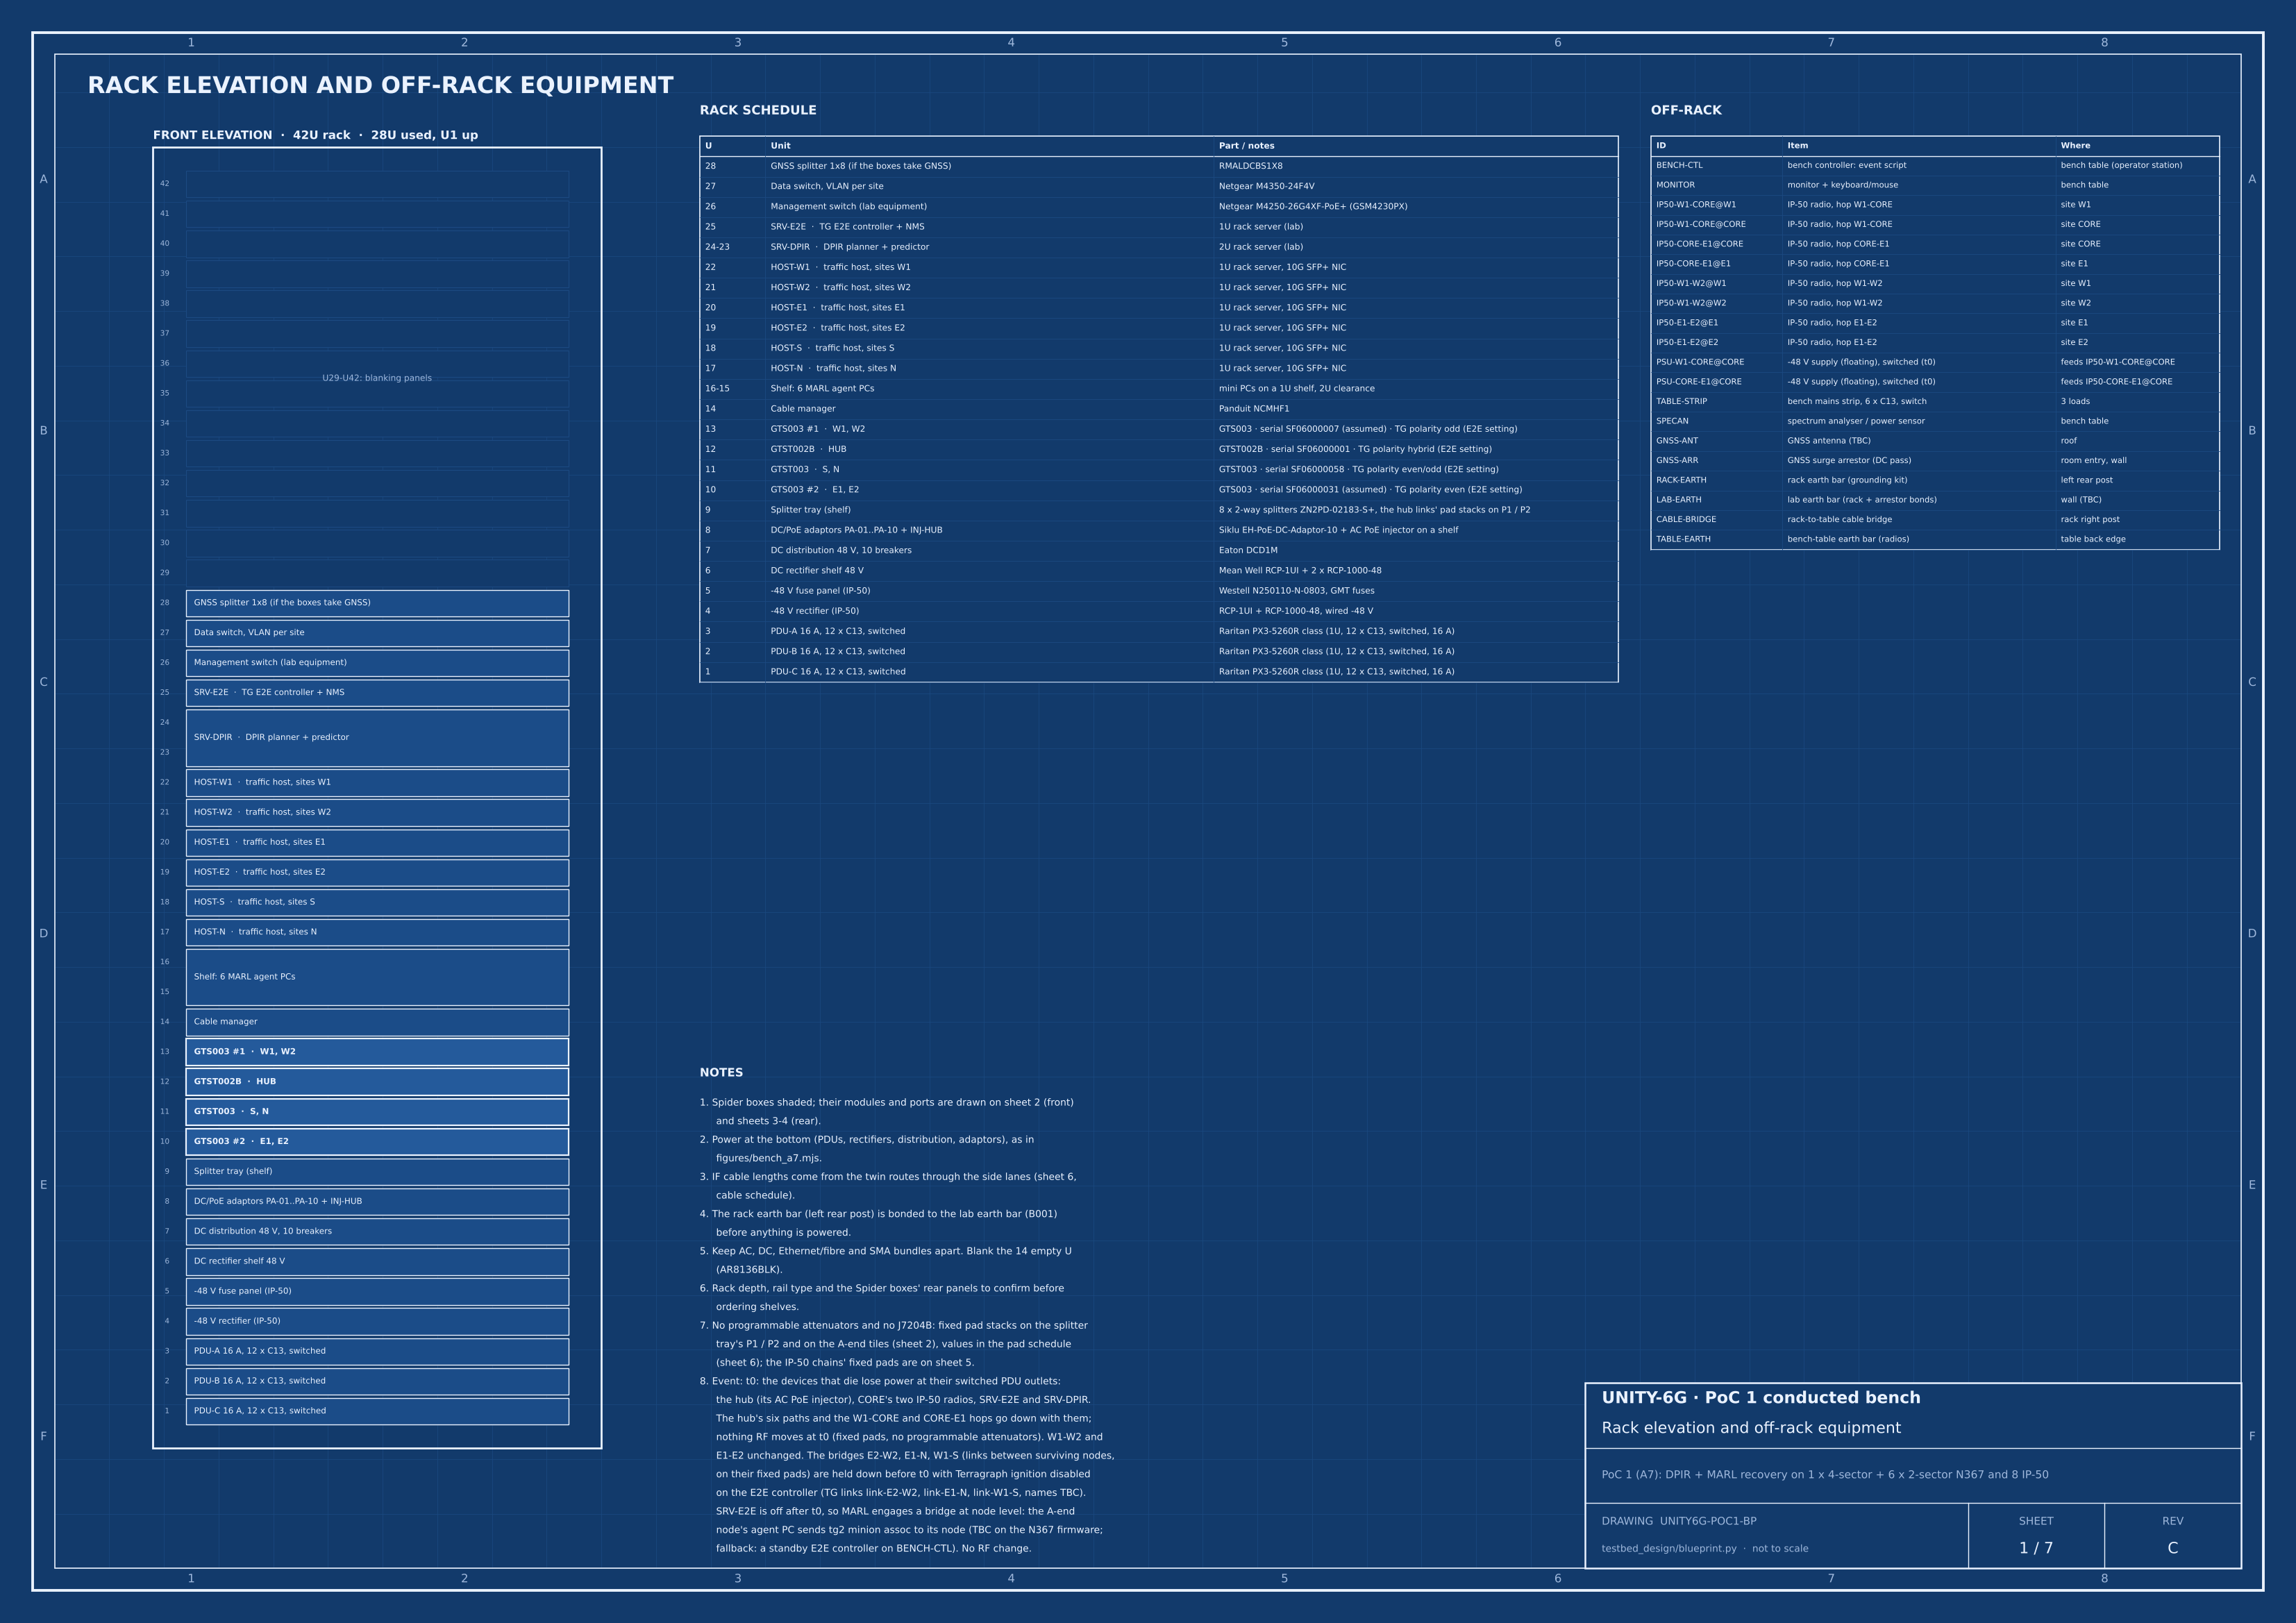 1 2 3 4 5 6 7 8
RACK ELEVATION AND OFF-RACK EQUIPMENT
FRONT ELEVATION · 42U rack · 28U used, U1 up
42
41
40
39
38
37
36
U29-U42: blanking panels
35
34
33
32
31
30
29
28 GNSS splitter 1x8 (if the boxes take GNSS)
27 Data switch, VLAN per site
26 Management switch (lab equipment)
25 SRV-E2E · TG E2E controller + NMS
24
SRV-DPIR · DPIR planner + predictor
23
22 HOST-W1 · traffic host, sites W1
21 HOST-W2 · traffic host, sites W2
20 HOST-E1 · traffic host, sites E1
19 HOST-E2 · traffic host, sites E2
18 HOST-S · traffic host, sites S
17 HOST-N · traffic host, sites N
16
Shelf: 6 MARL agent PCs
15
14 Cable manager
13 GTS003 #1 · W1, W2
12 GTST002B · HUB
11 GTST003 · S, N
10 GTS003 #2 · E1, E2
9 Splitter tray (shelf)
8 DC/PoE adaptors PA-01..PA-10 + INJ-HUB
7 DC distribution 48 V, 10 breakers
6 DC rectifier shelf 48 V
5 -48 V fuse panel (IP-50)
4 -48 V rectifier (IP-50)
3 PDU-A 16 A, 12 x C13, switched
2 PDU-B 16 A, 12 x C13, switched
1 PDU-C 16 A, 12 x C13, switched
RACK SCHEDULE
U Unit Part / notes
28 GNSS splitter 1x8 (if the boxes take GNSS) RMALDCBS1X8
27 Data switch, VLAN per site Netgear M4350-24F4V
26 Management switch (lab equipment) Netgear M4250-26G4XF-PoE+ (GSM4230PX)
25 SRV-E2E · TG E2E controller + NMS 1U rack server (lab)
24-23 SRV-DPIR · DPIR planner + predictor 2U rack server (lab)
22 HOST-W1 · traffic host, sites W1 1U rack server, 10G SFP+ NIC
21 HOST-W2 · traffic host, sites W2 1U rack server, 10G SFP+ NIC
20 HOST-E1 · traffic host, sites E1 1U rack server, 10G SFP+ NIC
19 HOST-E2 · traffic host, sites E2 1U rack server, 10G SFP+ NIC
18 HOST-S · traffic host, sites S 1U rack server, 10G SFP+ NIC
17 HOST-N · traffic host, sites N 1U rack server, 10G SFP+ NIC
16-15 Shelf: 6 MARL agent PCs mini PCs on a 1U shelf, 2U clearance
14 Cable manager Panduit NCMHF1
13 GTS003 #1 · W1, W2 GTS003 · serial SF06000007 (assumed) · TG polarity odd (E2E setting)
12 GTST002B · HUB GTST002B · serial SF06000001 · TG polarity hybrid (E2E setting)
11 GTST003 · S, N GTST003 · serial SF06000058 · TG polarity even/odd (E2E setting)
10 GTS003 #2 · E1, E2 GTS003 · serial SF06000031 (assumed) · TG polarity even (E2E setting)
9 Splitter tray (shelf) 8 x 2-way splitters ZN2PD-02183-S+, the hub links' pad stacks on P1 / P2
8 DC/PoE adaptors PA-01..PA-10 + INJ-HUB Siklu EH-PoE-DC-Adaptor-10 + AC PoE injector on a shelf
7 DC distribution 48 V, 10 breakers Eaton DCD1M
6 DC rectifier shelf 48 V Mean Well RCP-1UI + 2 x RCP-1000-48
5 -48 V fuse panel (IP-50) Westell N250110-N-0803, GMT fuses
4 -48 V rectifier (IP-50) RCP-1UI + RCP-1000-48, wired -48 V
3 PDU-A 16 A, 12 x C13, switched Raritan PX3-5260R class (1U, 12 x C13, switched, 16 A)
2 PDU-B 16 A, 12 x C13, switched Raritan PX3-5260R class (1U, 12 x C13, switched, 16 A)
1 PDU-C 16 A, 12 x C13, switched Raritan PX3-5260R class (1U, 12 x C13, switched, 16 A)
OFF-RACK
ID Item Where
BENCH-CTL bench controller: event script bench table (operator station)
MONITOR monitor + keyboard/mouse bench table
IP50-W1-CORE@W1 IP-50 radio, hop W1-CORE site W1
IP50-W1-CORE@CORE IP-50 radio, hop W1-CORE site CORE
IP50-CORE-E1@CORE IP-50 radio, hop CORE-E1 site CORE
IP50-CORE-E1@E1 IP-50 radio, hop CORE-E1 site E1
IP50-W1-W2@W1 IP-50 radio, hop W1-W2 site W1
IP50-W1-W2@W2 IP-50 radio, hop W1-W2 site W2
IP50-E1-E2@E1 IP-50 radio, hop E1-E2 site E1
IP50-E1-E2@E2 IP-50 radio, hop E1-E2 site E2
PSU-W1-CORE@CORE -48 V supply (floating), switched (t0) feeds IP50-W1-CORE@CORE
PSU-CORE-E1@CORE -48 V supply (floating), switched (t0) feeds IP50-CORE-E1@CORE
TABLE-STRIP bench mains strip, 6 x C13, switch 3 loads
SPECAN spectrum analyser / power sensor bench table
GNSS-ANT GNSS antenna (TBC) roof
GNSS-ARR GNSS surge arrestor (DC pass) room entry, wall
RACK-EARTH rack earth bar (grounding kit) left rear post
LAB-EARTH lab earth bar (rack + arrestor bonds) wall (TBC)
CABLE-BRIDGE rack-to-table cable bridge rack right post
TABLE-EARTH bench-table earth bar (radios) table back edge
NOTES
1. Spider boxes shaded; their modules and ports are drawn on sheet 2 (front)
and sheets 3-4 (rear).
2. Power at the bottom (PDUs, rectifiers, distribution, adaptors), as in
figures/bench_a7.mjs.
3. IF cable lengths come from the twin routes through the side lanes (sheet 6,
cable schedule).
4. The rack earth bar (left rear post) is bonded to the lab earth bar (B001)
before anything is powered.
5. Keep AC, DC, Ethernet/fibre and SMA bundles apart. Blank the 14 empty U
(AR8136BLK).
6. Rack depth, rail type and the Spider boxes' rear panels to confirm before
ordering shelves.
7. No programmable attenuators and no J7204B: fixed pad stacks on the splitter
tray's P1 / P2 and on the A-end tiles (sheet 2), values in the pad schedule
(sheet 6); the IP-50 chains' fixed pads are on sheet 5.
8. Event: t0: the devices that die lose power at their switched PDU outlets:
the hub (its AC PoE injector), CORE's two IP-50 radios, SRV-E2E and SRV-DPIR.
The hub's six paths and the W1-CORE and CORE-E1 hops go down with them;
nothing RF moves at t0 (fixed pads, no programmable attenuators). W1-W2 and
E1-E2 unchanged. The bridges E2-W2, E1-N, W1-S (links between surviving nodes,
on their fixed pads) are held down before t0 with Terragraph ignition disabled
on the E2E controller (TG links link-E2-W2, link-E1-N, link-W1-S, names TBC).
SRV-E2E is off after t0, so MARL engages a bridge at node level: the A-end
node's agent PC sends tg2 minion assoc to its node (TBC on the N367 firmware;
fallback: a standby E2E controller on BENCH-CTL). No RF change.
UNITY-6G · PoC 1 conducted bench
Rack elevation and off-rack equipment
PoC 1 (A7): DPIR + MARL recovery on 1 x 4-sector + 6 x 2-sector N367 and 8 IP-50
DRAWING UNITY6G-POC1-BP SHEET REV
testbed_design/blueprint.py · not to scale 1 / 7 C
A A
B B
C C
D D
E E
F F
1 2 3 4 5 6 7 8